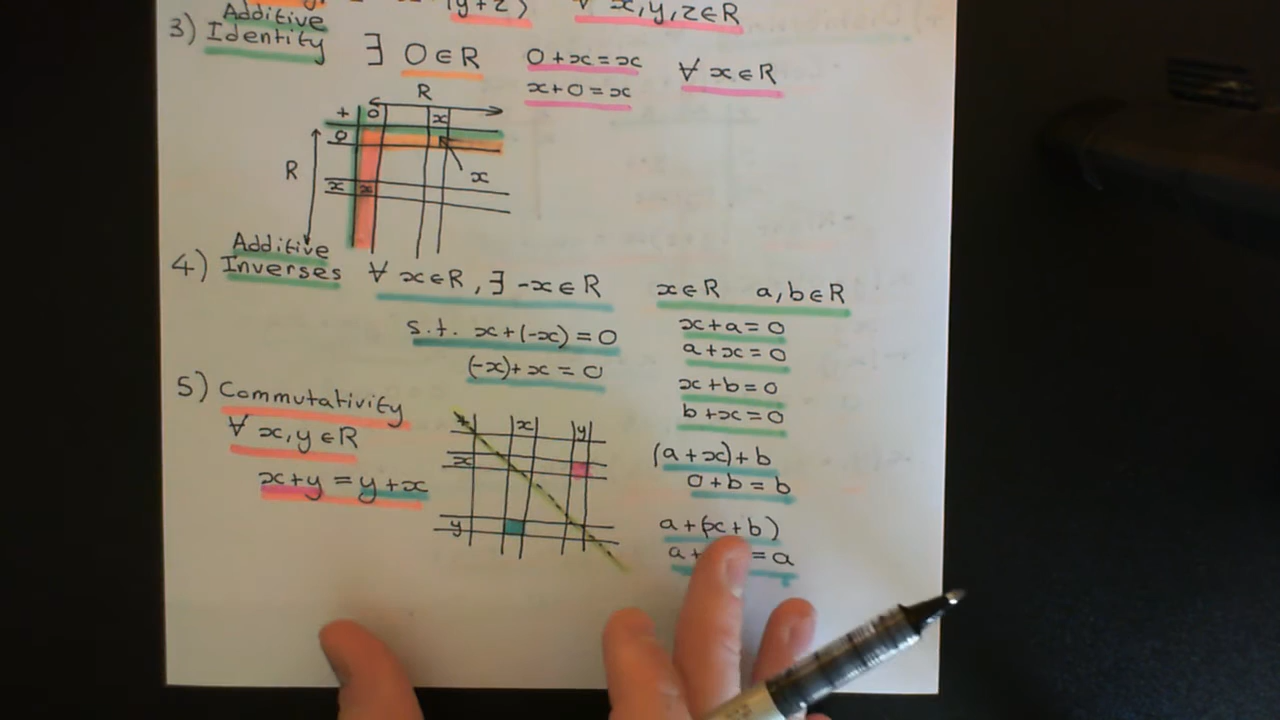 (y+z) ∀ x,y,z∈R
3) Additive Identity ∃ 0∈R 0+x=x ∀ x∈R
x+0=x
R
+ 0 x
0
R x
x x
4) Additive Inverses ∀ x∈R, ∃ -x∈R
s.t. x+(-x)=0
(-x)+x=0
x∈R a,b∈R
x+a=0
a+x=0
x+b=0
b+x=0
(a+x)+b
0+b=b
a+(x+b)
a+ =a
5) Commutativity
∀ x,y∈R
x+y=y+x
+ x y
x
y